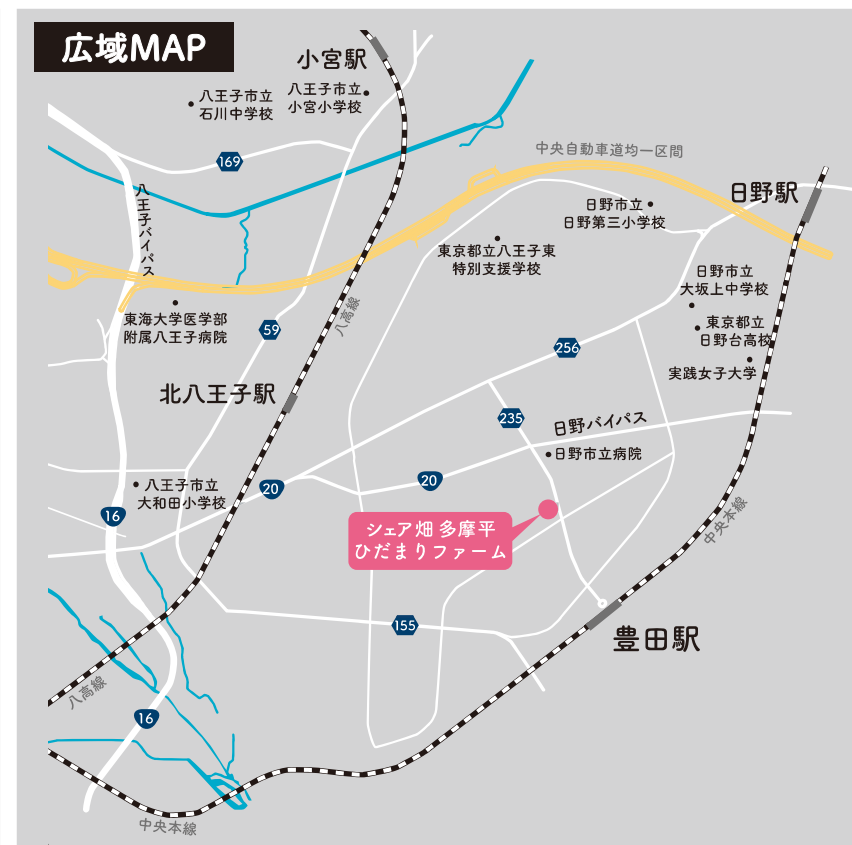 広域MAP
小宮駅
八王子市立
石川中学校
八王子市立
小宮小学校
169
中央自動車道均一区間
八王子バイパス
日野駅
日野市立
日野第三小学校
東京都立八王子東
特別支援学校
日野市立
大坂上中学校
東京都立
日野台高校
実践女子大学
東海大学医学部
附属八王子病院
59
八高線
256
北八王子駅
235
日野バイパス
日野市立病院
八王子市立
大和田小学校
20
20
16
シェア畑 多摩平
ひだまりファーム
中央本線
155
豊田駅
八高線
16
中央本線